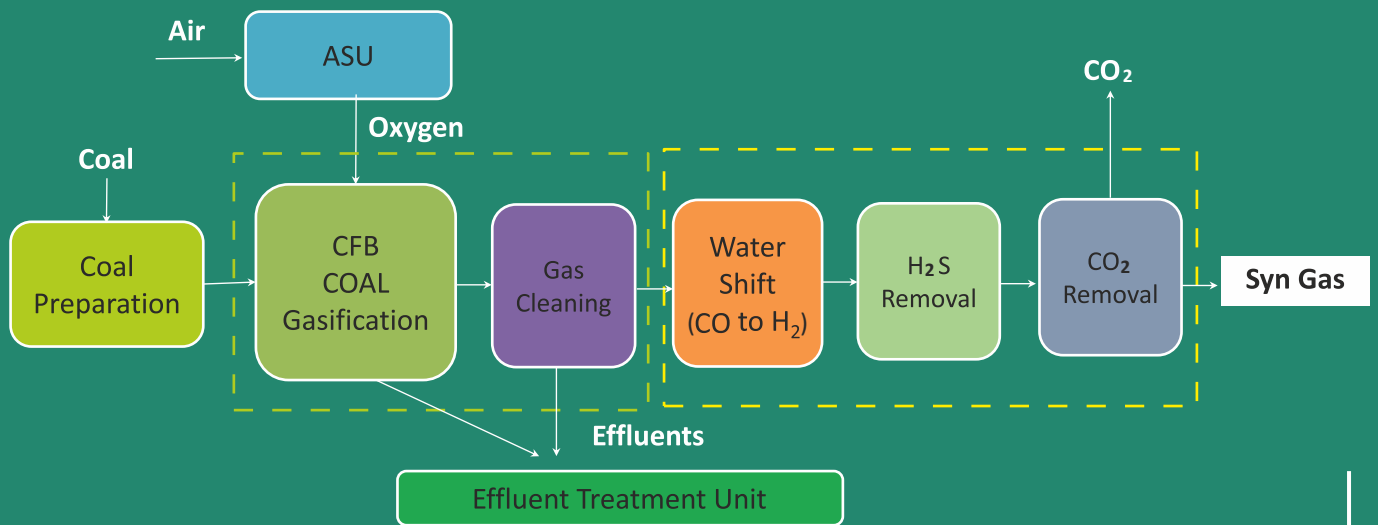 Air
ASU
CO₂
Oxygen
Coal
Coal
Preparation
CFB
COAL
Gasification
Gas
Cleaning
Water
Shift
(CO to H₂)
H₂S
Removal
CO₂
Removal
Syn Gas
Effluents
Effluent Treatment Unit